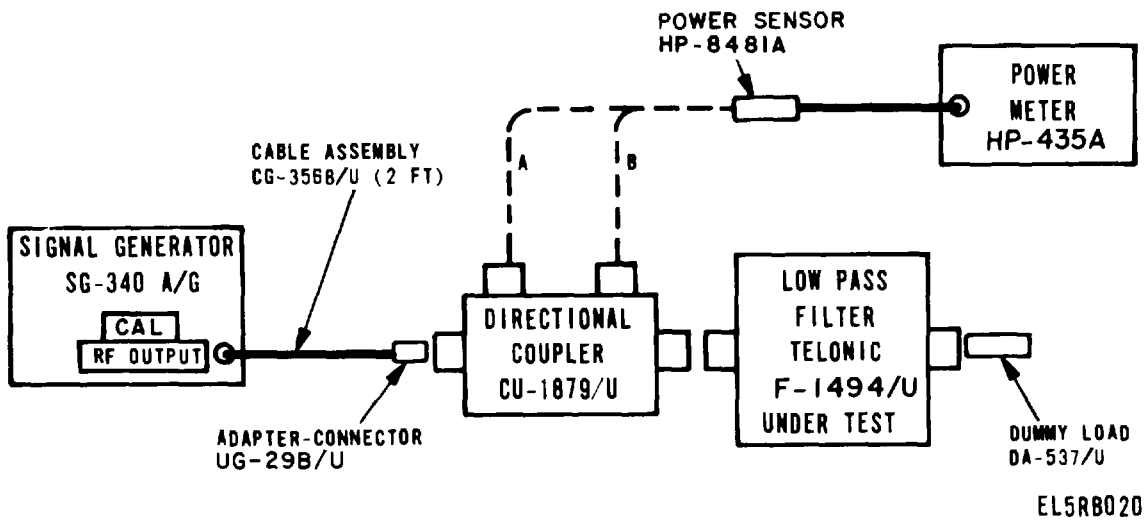 POWER SENSOR
HP-8481A
POWER
METER
HP-435A
CABLE ASSEMBLY
CG-3568/U (2 FT)
A
B
SIGNAL GENERATOR
SG-340 A/G
CAL
RF OUTPUT
DIRECTIONAL
COUPLER
CU-1879/U
LOW PASS
FILTER
TELONIC
F-1494/U
UNDER TEST
ADAPTER-CONNECTOR
UG-29B/U
DUMMY LOAD
DA-537/U
EL5RB020